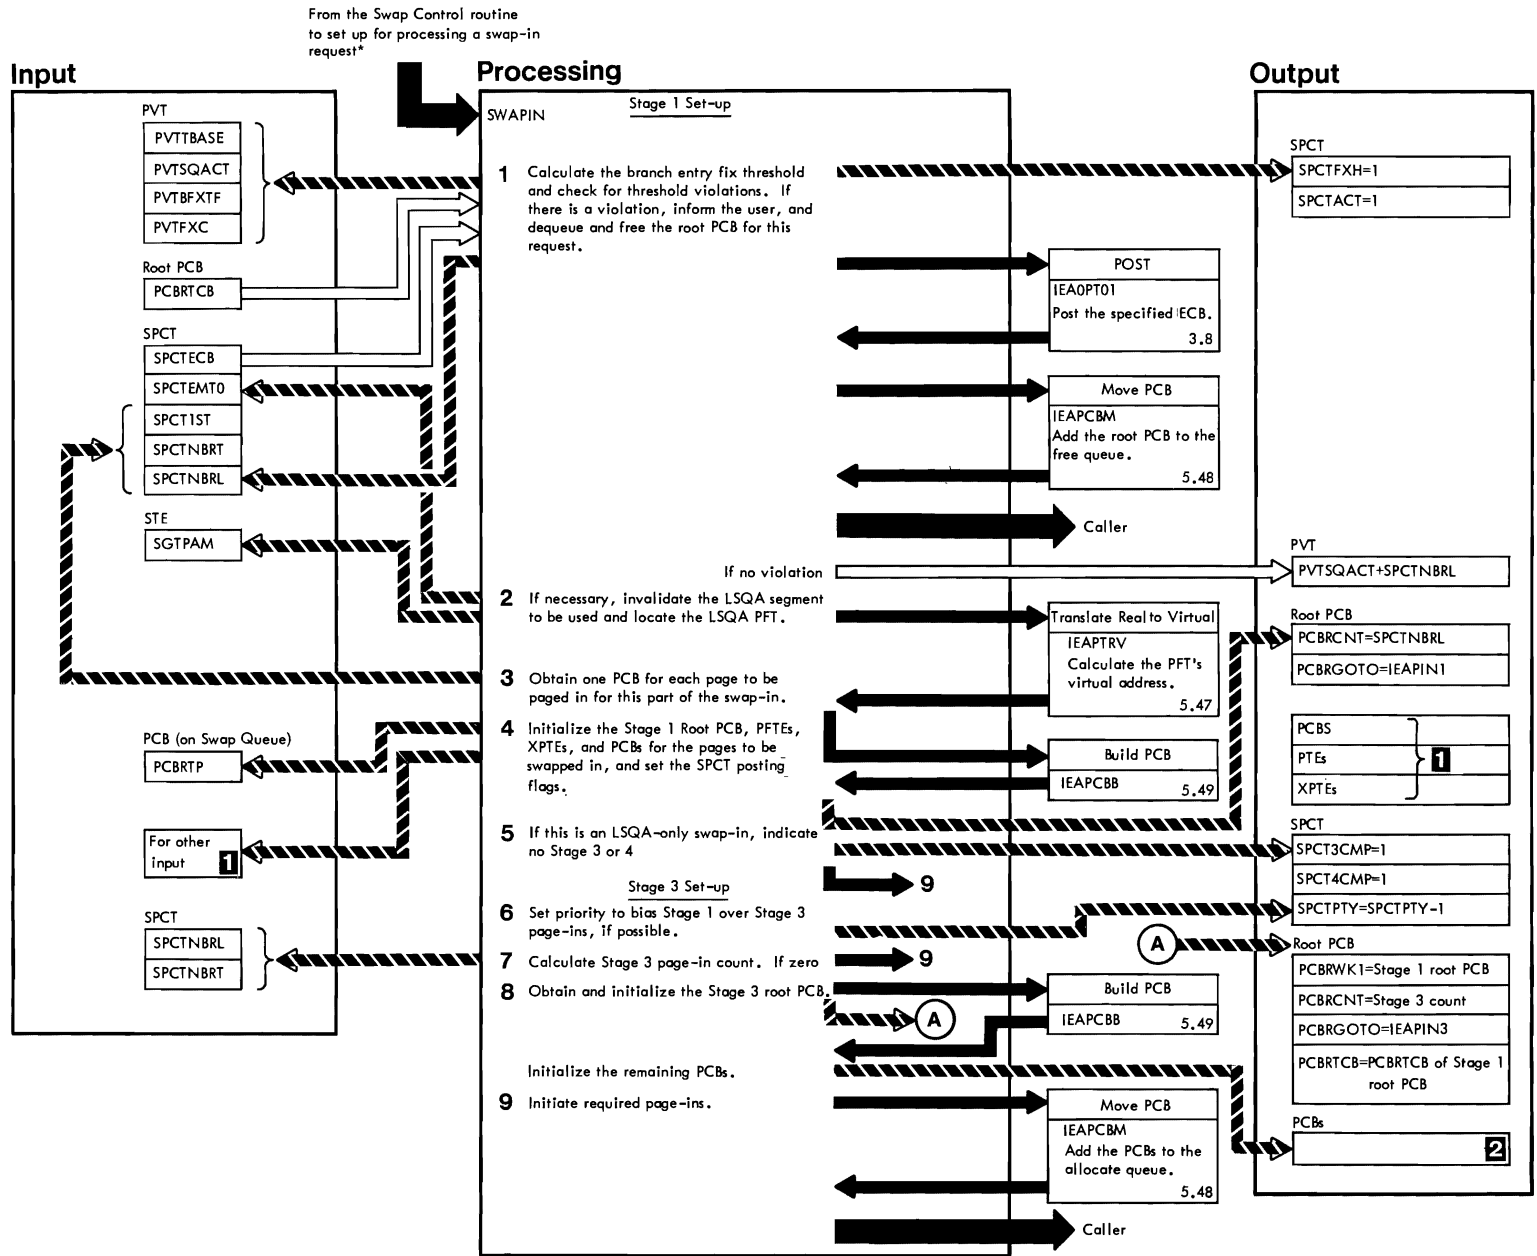 From the Swap Control routine
to set up for processing a swap-in
request*
Input
PVT
PVTTBASE
PVTSQACT
PVTBFXTF
PVTFXC
Root PCB
PCBRTCB
SPCT
SPCTECB
SPCTEMT0
SPCT1ST
SPCTNBRT
SPCTNBRL
STE
SGTPAM
PCB (on Swap Queue)
PCBRTP
For other
input 1
SPCT
SPCTNBRL
SPCTNBRT
Processing
SWAPIN
Stage 1 Set-up
1 Calculate the branch entry fix threshold
and check for threshold violations. If
there is a violation, inform the user, and
dequeue and free the root PCB for this
request.
POST
IEA0PT01
Post the specified ECB.
3.8
Move PCB
IEAPCBM
Add the root PCB to the
free queue.
5.48
Caller
If no violation
2 If necessary, invalidate the LSQA segment
to be used and locate the LSQA PFT.
Translate Real to Virtual
IEAPTRV
Calculate the PFT's
virtual address.
5.47
3 Obtain one PCB for each page to be
paged in for this part of the swap-in.
4 Initialize the Stage 1 Root PCB, PFTEs,
XPTEs, and PCBs for the pages to be
swapped in, and set the SPCT posting
flags.
Build PCB
IEAPCBB
5.49
5 If this is an LSQA-only swap-in, indicate
no Stage 3 or 4
9
Stage 3 Set-up
6 Set priority to bias Stage 1 over Stage 3
page-ins, if possible.
7 Calculate Stage 3 page-in count. If zero
9
8 Obtain and initialize the Stage 3 root PCB.
A
Build PCB
IEAPCBB
5.49
Initialize the remaining PCBs.
9 Initiate required page-ins.
Move PCB
IEAPCBM
Add the PCBs to the
allocate queue.
5.48
Caller
Output
SPCT
SPCTFXH=1
SPCTACT=1
PVT
PVTSQACT+SPCTNBRL
Root PCB
PCBRCNT=SPCTNBRL
PCBRGOTO=IEAPIN1
PCBS
PTEs
XPTEs
1
SPCT
SPCT3CMP=1
SPCT4CMP=1
SPCTPTY=SPCTPTY-1
A
Root PCB
PCBRWK1=Stage 1 root PCB
PCBRCNT=Stage 3 count
PCBRGOTO=IEAPIN3
PCBRTCB=PCBRTCB of Stage 1
root PCB
PCBs
2